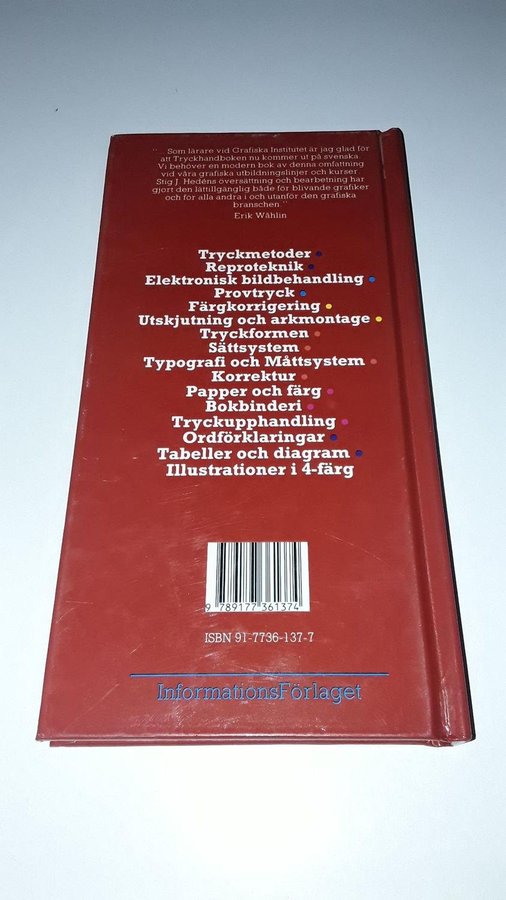 " Som lärare vid Grafiska Institutet är jag glad för
att Tryckhandboken nu kommer ut på svenska.
Vi behöver en modern bok av denna omfattning
vid våra grafiska utbildningslinjer och kurser
Stig J. Hedéns översättning och bearbetning har
gjort den lättillgänglig både för blivande grafiker
och för alla andra i och utanför den grafiska
branschen "
Erik Wåhlin
Tryckmetoder •
Reproteknik •
Elektronisk bildbehandling •
Provtryck •
Färgkorrigering •
Utskjutning och arkmontage •
Tryckformen •
Sättsystem •
Typografi och Måttsystem •
Korrektur •
Papper och färg •
Bokbinderi •
Tryckupphandling •
Ordförklaringar •
Tabeller och diagram •
Illustrationer i 4-färg
9 789177 361374
ISBN 91-7736-137-7
InformationsFörlaget